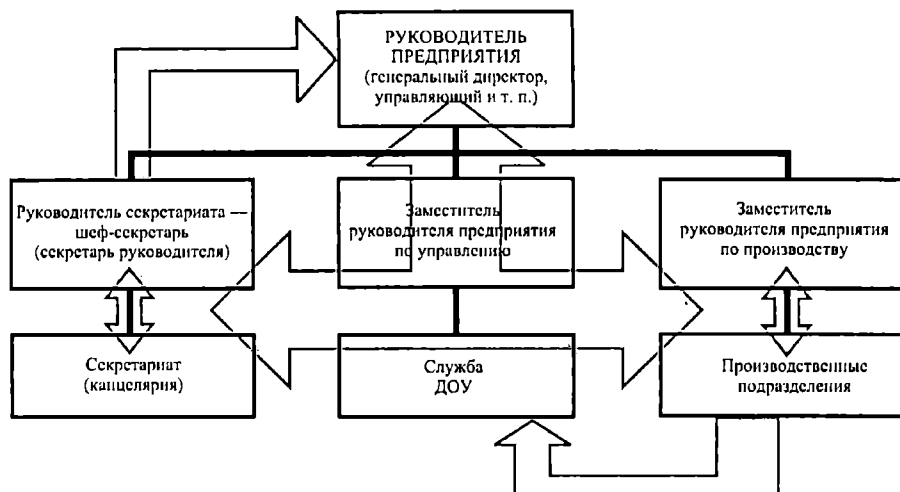 РУКОВОДИТЕЛЬ
ПРЕДПРИЯТИЯ
(генеральный директор,
управляющий и т. п.)
Руководитель секретариата —
шеф-секретарь
(секретарь руководителя)
Заместитель
руководителя предприятия
по управлению
Заместитель
руководителя предприятия
по производству
Секретариат
(канцелярия)
Служба
ДОУ
Производственные
подразделения